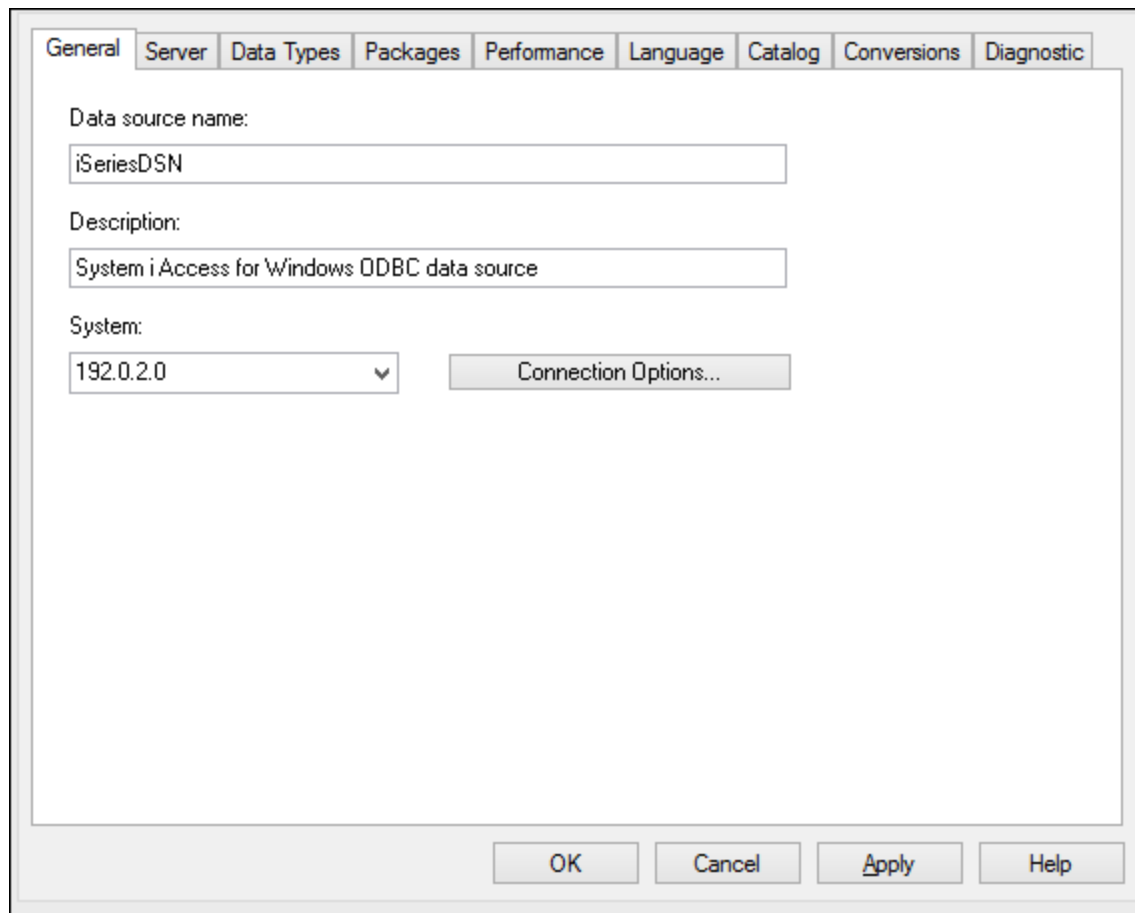 General Server Data Types Packages Performance Language Catalog Conversions Diagnostic
Data source name:
iSeriesDSN
Description:
System i Access for Windows ODBC data source
System:
192.0.2.0 Connection Options...
OK Cancel Apply Help